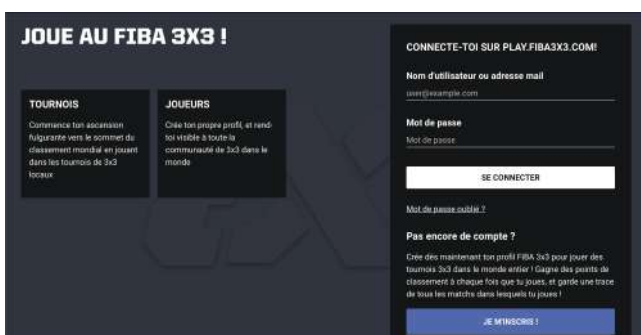 JOUE AU FIBA 3X3 !
TOURNOIS
Commence ton ascension
fulgurante vers le sommet du
classement mondial en jouant
dans les tournois de 3x3
locaux
JOUEURS
Crée ton propre profil, et rend-
toi visible à toute la
communauté de 3x3 dans le
monde
CONNECTE-TOI SUR PLAY.FIBA3X3.COM!
Nom d'utilisateur ou adresse mail
user@example.com
Mot de passe
Mot de passe
SE CONNECTER
Mot de passe oublié ?
Pas encore de compte ?
Crée dès maintenant ton profil FIBA 3x3 pour jouer des
tournois 3x3 dans le monde entier ! Gagne des points de
classement à chaque fois que tu joues, et garde une trace
de tous les matchs dans lesquels tu joues !
JE M'INSCRIS !